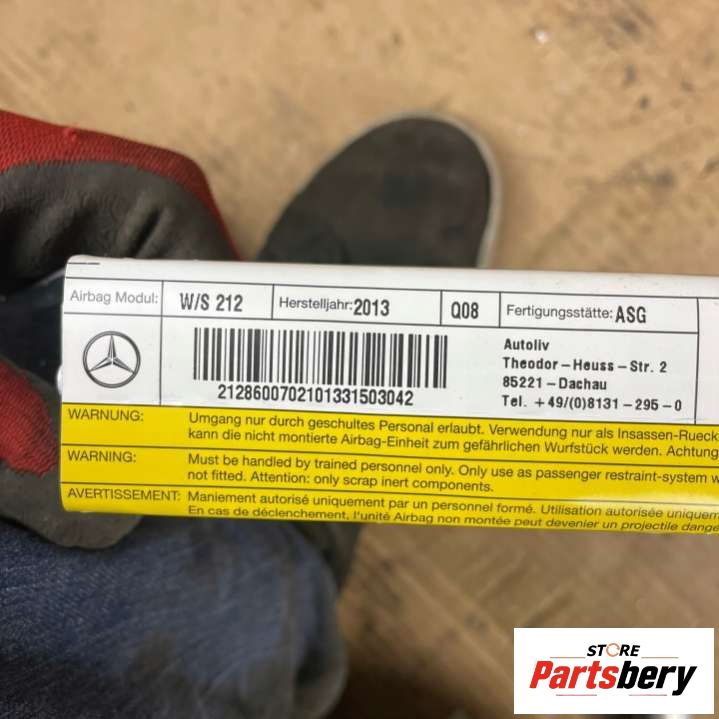 Airbag Modul: W/S 212 Herstelljahr: 2013 Q08 Fertigungsstätte: ASG
Autoliv
Theodor-Heuss-Str. 2
85221-Dachau
Tel. +49/(0)8131-295-0
2128600702101331503042
WARNUNG: Umgang nur durch geschultes Personal erlaubt. Verwendung nur als Insassen-Rueck
kann die nicht montierte Airbag-Einheit zum gefährlichen Wurfstück werden. Achtung
WARNING: Must be handled by trained personnel only. Only use as passenger restraint-system w
not fitted. Attention: only scrap inert components.
AVERTISSEMENT: Maniement autorisé uniquement par un personnel formé. Utilisation autorisée uniquem
En cas de déclenchement, l'unité Airbag non montée peut devenir un projectile dange
STORE
Partsbery